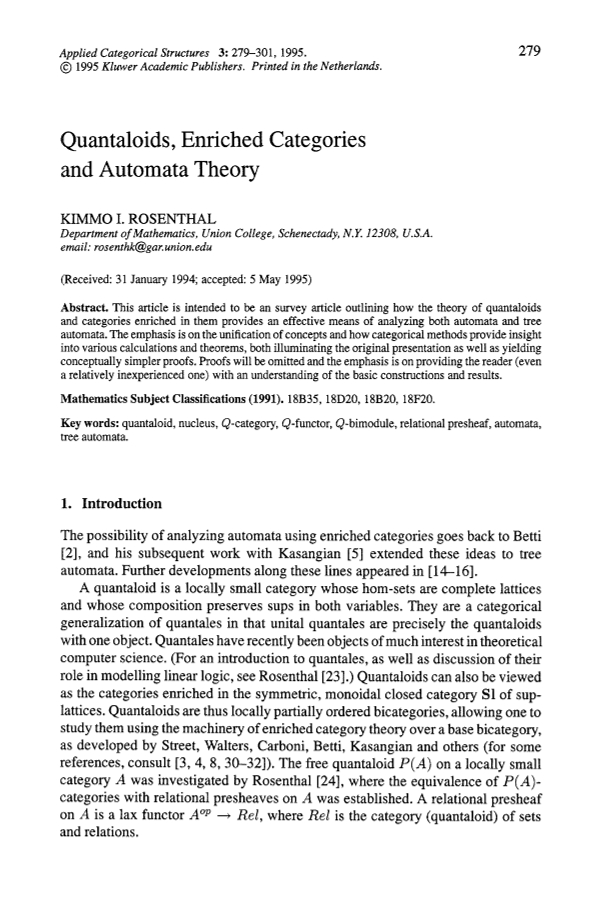 Applied Categorical Structures 3: 279–301, 1995.
279
© 1995 Kluwer Academic Publishers. Printed in the Netherlands.
Quantaloids, Enriched Categories
and Automata Theory
KIMMO I. ROSENTHAL
Department of Mathematics, Union College, Schenectady, N.Y. 12308, U.S.A.
email: rosenthk@gar.union.edu
(Received: 31 January 1994; accepted: 5 May 1995)
Abstract. This article is intended to be an survey article outlining how the theory of quantaloids
and categories enriched in them provides an effective means of analyzing both automata and tree
automata. The emphasis is on the unification of concepts and how categorical methods provide insight
into various calculations and theorems, both illuminating the original presentation as well as yielding
conceptually simpler proofs. Proofs will be omitted and the emphasis is on providing the reader (even
a relatively inexperienced one) with an understanding of the basic constructions and results.
Mathematics Subject Classifications (1991). 18B35, 18D20, 18B20, 18F20.
Key words: quantaloid, nucleus, Q-category, Q-functor, Q-bimodule, relational presheaf, automata,
tree automata.
1. Introduction
The possibility of analyzing automata using enriched categories goes back to Betti
[2], and his subsequent work with Kasangian [5] extended these ideas to tree
automata. Further developments along these lines appeared in [14–16].
A quantaloid is a locally small category whose hom-sets are complete lattices
and whose composition preserves sups in both variables. They are a categorical
generalization of quantales in that unital quantales are precisely the quantaloids
with one object. Quantales have recently been objects of much interest in theoretical
computer science. (For an introduction to quantales, as well as discussion of their
role in modelling linear logic, see Rosenthal [23].) Quantaloids can also be viewed
as the categories enriched in the symmetric, monoidal closed category Sl of sup-
lattices. Quantaloids are thus locally partially ordered bicategories, allowing one to
study them using the machinery of enriched category theory over a base bicategory,
as developed by Street, Walters, Carboni, Betti, Kasangian and others (for some
references, consult [3, 4, 8, 30–32]). The free quantaloid P(A) on a locally small
category A was investigated by Rosenthal [24], where the equivalence of P(A)-
categories with relational presheaves on A was established. A relational presheaf
on A is a lax functor A^op → Rel, where Rel is the category (quantaloid) of sets
and relations.